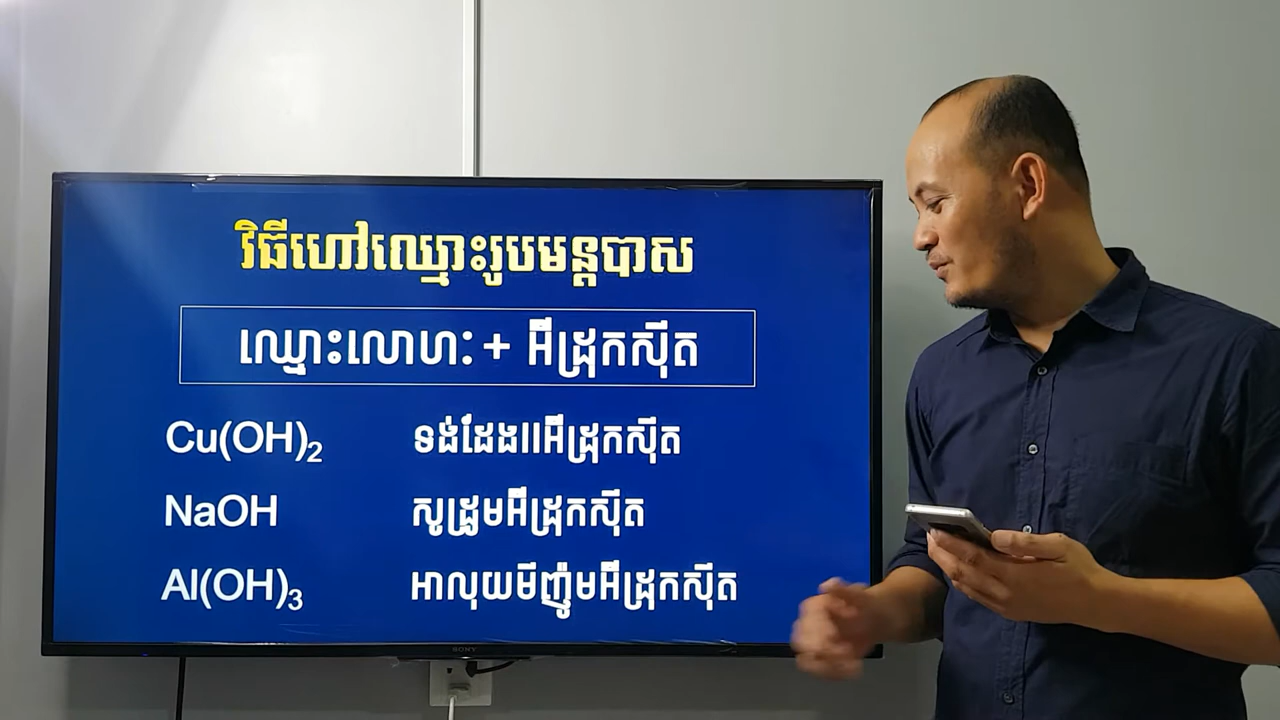 វិធីហៅឈ្មោះរូបមន្តបាស
ឈ្មោះលោហៈ + អ៊ីដ្រុកស៊ីត
Cu(OH)₂ ទង់ដែងIIអ៊ីដ្រុកស៊ីត
NaOH សូដ្យូមអ៊ីដ្រុកស៊ីត
Al(OH)₃ អាលុយមីញ៉ូមអ៊ីដ្រុកស៊ីត
SONY